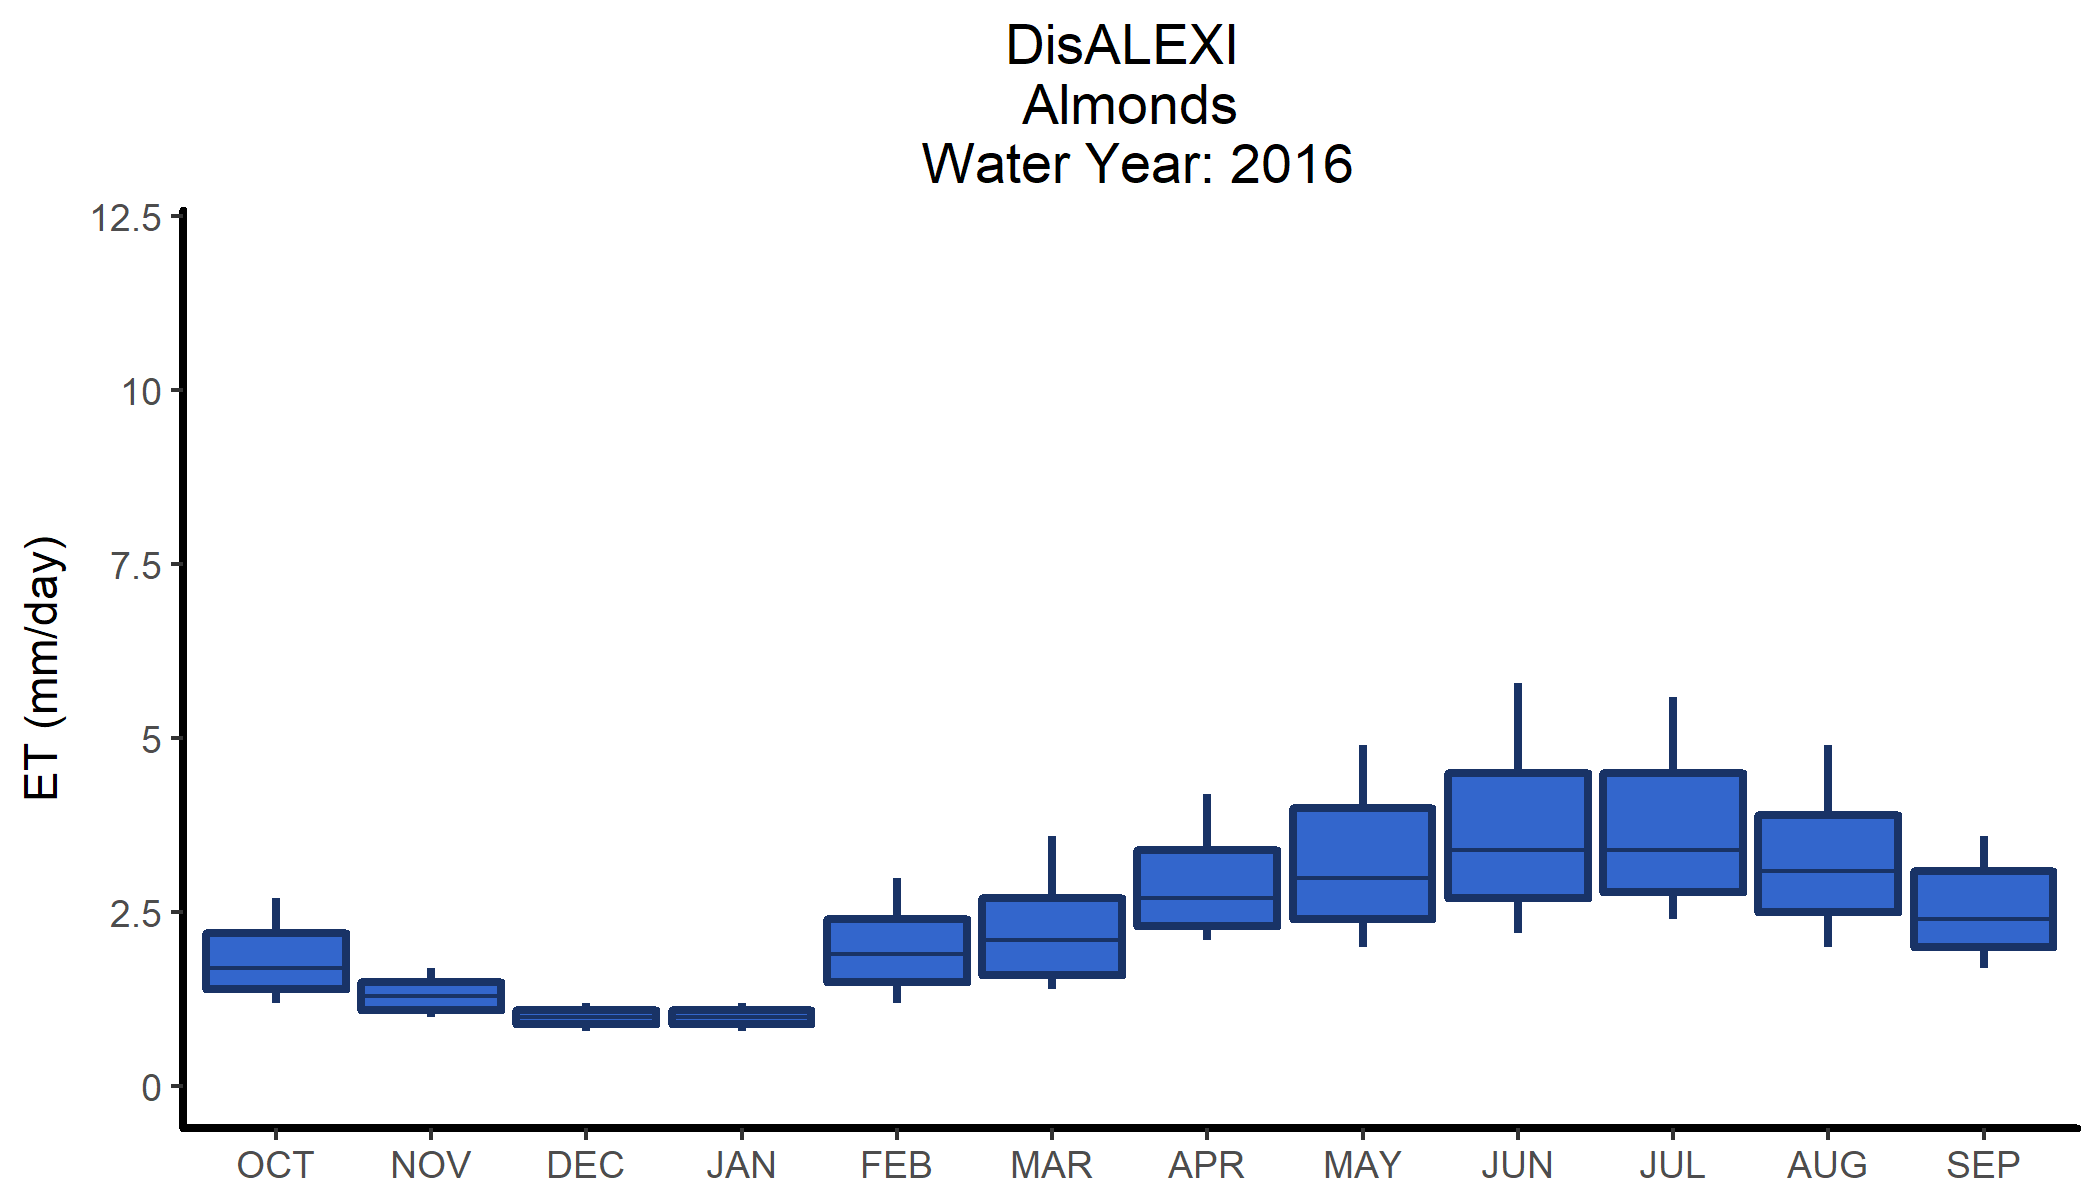 DisALEXI
Almonds
Water Year: 2016
12.5
10
7.5
5
2.5
0
ET (mm/day)
OCT NOV DEC JAN FEB MAR APR MAY JUN JUL AUG SEP